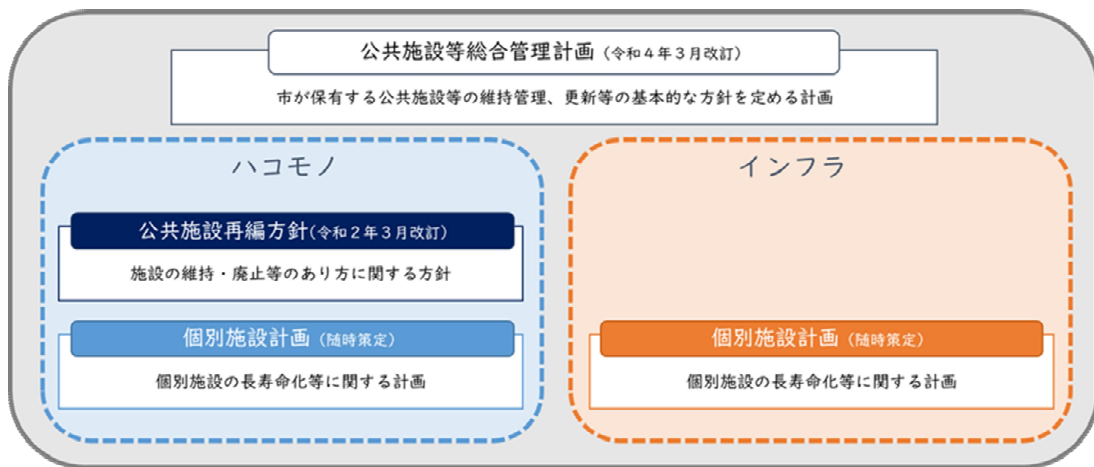 公共施設等総合管理計画（令和４年３月改訂）
市が保有する公共施設等の維持管理、更新等の基本的な方針を定める計画
ハコモノ
公共施設再編方針(令和２年３月改訂)
施設の維持・廃止等のあり方に関する方針
個別施設計画（随時策定）
個別施設の長寿命化等に関する計画
インフラ
個別施設計画（随時策定）
個別施設の長寿命化等に関する計画